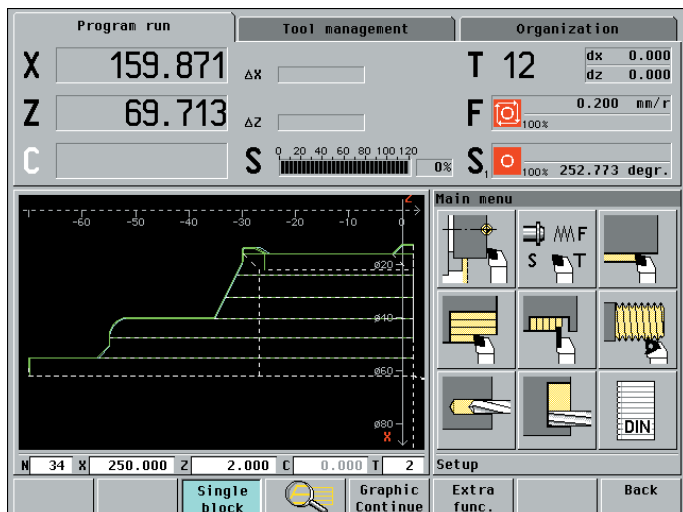 Program run Tool management Organization
X 159.871 ΔX T 12 dx 0.000
dz 0.000
Z 69.713 ΔZ F 100% 0.200 mm/r
C S 0 20 40 60 80 100 120 0% S1 100% 252.773 degr.
Main menu
Z
-60 -50 -40 -30 -20 -10 0
ø20
ø40
ø60
ø80
X
F
S T
DIN
N 34 X 250.000 Z 2.000 C 0.000 T 2 Setup
Single block Graphic Continue Extra func. Back